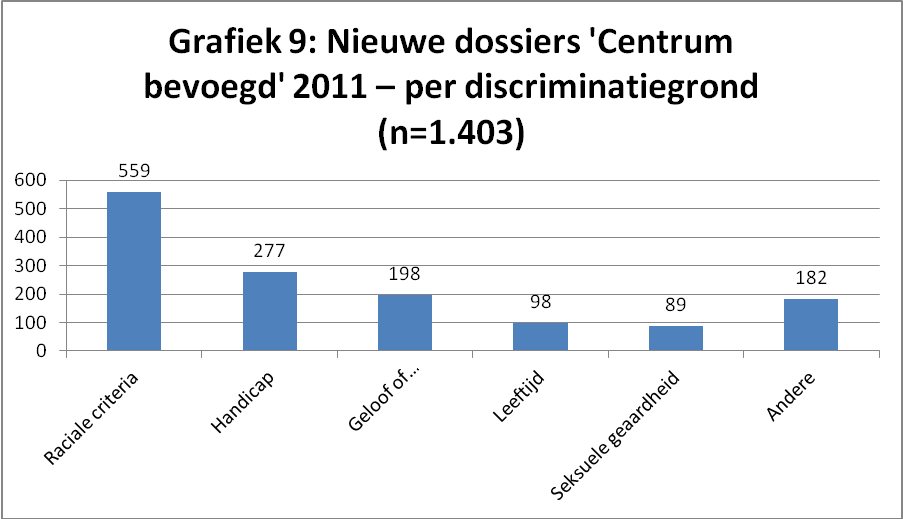 Grafiek 9: Nieuwe dossiers 'Centrum
bevoegd' 2011 – per discriminatiegrond
(n=1.403)
559
277
198
98
89
182
600
500
400
300
200
100
0
Raciale criteria
Handicap
Geloof of...
Leeftijd
Seksuele geaardheid
Andere